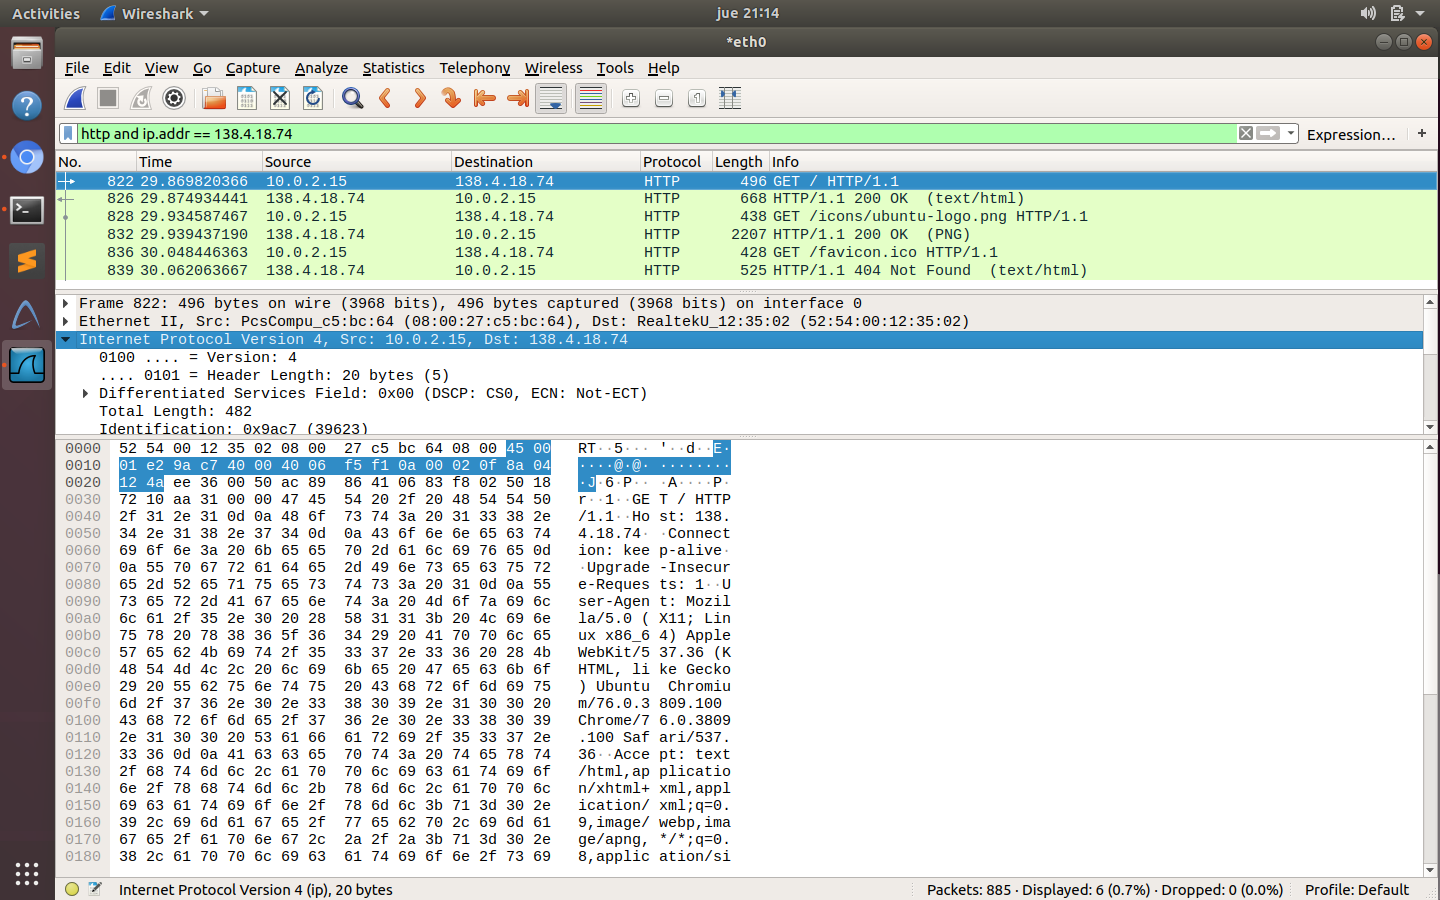 Activities Wireshark jue 21:14
*eth0
File Edit View Go Capture Analyze Statistics Telephony Wireless Tools Help
http and ip.addr == 138.4.18.74 Expression… +
No. Time Source Destination Protocol Length Info
822 29.869820366 10.0.2.15 138.4.18.74 HTTP 496 GET / HTTP/1.1
826 29.874934441 138.4.18.74 10.0.2.15 HTTP 668 HTTP/1.1 200 OK (text/html)
828 29.934587467 10.0.2.15 138.4.18.74 HTTP 438 GET /icons/ubuntu-logo.png HTTP/1.1
832 29.939437190 138.4.18.74 10.0.2.15 HTTP 2207 HTTP/1.1 200 OK (PNG)
836 30.048446363 10.0.2.15 138.4.18.74 HTTP 428 GET /favicon.ico HTTP/1.1
839 30.062063667 138.4.18.74 10.0.2.15 HTTP 525 HTTP/1.1 404 Not Found (text/html)
Frame 822: 496 bytes on wire (3968 bits), 496 bytes captured (3968 bits) on interface 0
Ethernet II, Src: PcsCompu_c5:bc:64 (08:00:27:c5:bc:64), Dst: RealtekU_12:35:02 (52:54:00:12:35:02)
Internet Protocol Version 4, Src: 10.0.2.15, Dst: 138.4.18.74
0100 .... = Version: 4
.... 0101 = Header Length: 20 bytes (5)
Differentiated Services Field: 0x00 (DSCP: CS0, ECN: Not-ECT)
Total Length: 482
Identification: 0x9ac7 (39623)
0000 52 54 00 12 35 02 08 00 27 c5 bc 64 08 00 45 00 RT··5··· '··d··E·
0010 01 e2 9a c7 40 00 40 06 f5 f1 0a 00 02 0f 8a 04 ····@·@· ········
0020 12 4a ee 36 00 50 ac 89 86 41 06 83 f8 02 50 18 ·J·6·P·· ·A····P·
0030 72 10 aa 31 00 00 47 45 54 20 2f 20 48 54 54 50 r··1··GE T / HTTP
0040 2f 31 2e 31 0d 0a 48 6f 73 74 3a 20 31 33 38 2e /1.1··Ho st: 138.
0050 34 2e 31 38 2e 37 34 0d 0a 43 6f 6e 6e 65 63 74 4.18.74· ·Connect
0060 69 6f 6e 3a 20 6b 65 65 70 2d 61 6c 69 76 65 0d ion: kee p-alive·
0070 0a 55 70 67 72 61 64 65 2d 49 6e 73 65 63 75 72 ·Upgrade -Insecur
0080 65 2d 52 65 71 75 65 73 74 73 3a 20 31 0d 0a 55 e-Reques ts: 1··U
0090 73 65 72 2d 41 67 65 6e 74 3a 20 4d 6f 7a 69 6c ser-Agen t: Mozil
00a0 6c 61 2f 35 2e 30 20 28 58 31 31 3b 20 4c 69 6e la/5.0 ( X11; Lin
00b0 75 78 20 78 38 36 5f 36 34 29 20 41 70 70 6c 65 ux x86_6 4) Apple
00c0 57 65 62 4b 69 74 2f 35 33 37 2e 33 36 20 28 4b WebKit/5 37.36 (K
00d0 48 54 4d 4c 2c 20 6c 69 6b 65 20 47 65 63 6b 6f HTML, li ke Gecko
00e0 29 20 55 62 75 6e 74 75 20 43 68 72 6f 6d 69 75 ) Ubuntu Chromiu
00f0 6d 2f 37 36 2e 30 2e 33 38 30 39 2e 31 30 30 20 m/76.0.3 809.100
0100 43 68 72 6f 6d 65 2f 37 36 2e 30 2e 33 38 30 39 Chrome/7 6.0.3809
0110 2e 31 30 30 20 53 61 66 61 72 69 2f 35 33 37 2e .100 Saf ari/537.
0120 33 36 0d 0a 41 63 63 65 70 74 3a 20 74 65 78 74 36··Acce pt: text
0130 2f 68 74 6d 6c 2c 61 70 70 6c 69 63 61 74 69 6f /html,ap plicatio
0140 6e 2f 78 68 74 6d 6c 2b 78 6d 6c 2c 61 70 70 6c n/xhtml+ xml,appl
0150 69 63 61 74 69 6f 6e 2f 78 6d 6c 3b 71 3d 30 2e ication/ xml;q=0.
0160 39 2c 69 6d 61 67 65 2f 77 65 62 70 2c 69 6d 61 9,image/ webp,ima
0170 67 65 2f 61 70 6e 67 2c 2a 2f 2a 3b 71 3d 30 2e ge/apng, */*;q=0.
0180 38 2c 61 70 70 6c 69 63 61 74 69 6f 6e 2f 73 69 8,applic ation/si
Internet Protocol Version 4 (ip), 20 bytes Packets: 885 · Displayed: 6 (0.7%) · Dropped: 0 (0.0%) Profile: Default